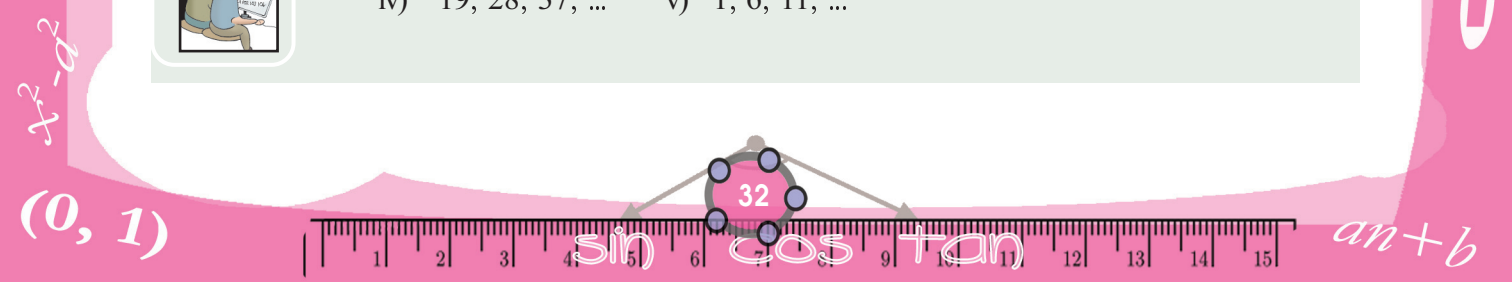 iv) 19, 28, 37, ... v) 1, 6, 11, ...
x²-a²
32
(0, 1)
sin cos tan
1 2 3 4 5 6 7 8 9 10 11 12 13 14 15
an+b